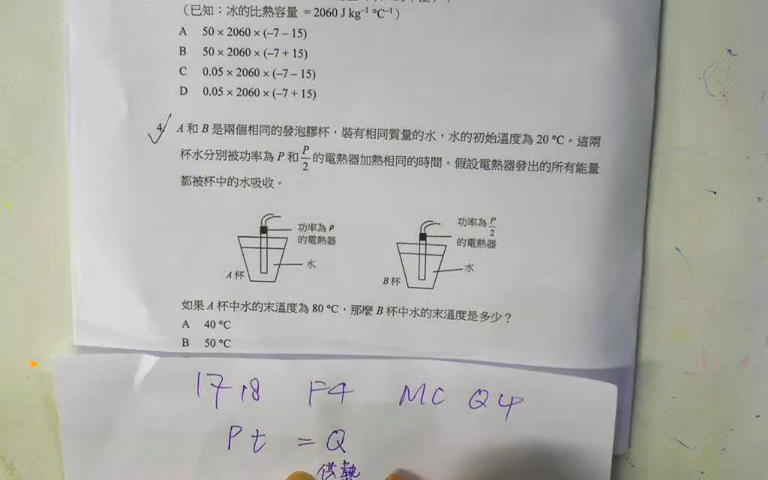 （已知：冰的比熱容量 = 2060 J kg⁻¹ °C⁻¹）
A 50 × 2060 × (–7 – 15)
B 50 × 2060 × (–7 + 15)
C 0.05 × 2060 × (–7 – 15)
D 0.05 × 2060 × (–7 + 15)
4. A 和 B 是兩個相同的發泡膠杯，裝有相同質量的水，水的初始溫度為 20 °C。這兩
杯水分別被功率為 P 和 P/2 的電熱器加熱相同的時間。假設電熱器發出的所有能量
都被杯中的水吸收。
功率為 P
的電熱器
水
A 杯
功率為 P/2
的電熱器
水
B 杯
如果 A 杯中水的末溫度為 80 °C，那麼 B 杯中水的末溫度是多少？
A 40 °C
B 50 °C
17 18 F4 MC Q4
Pt = Q
供熱